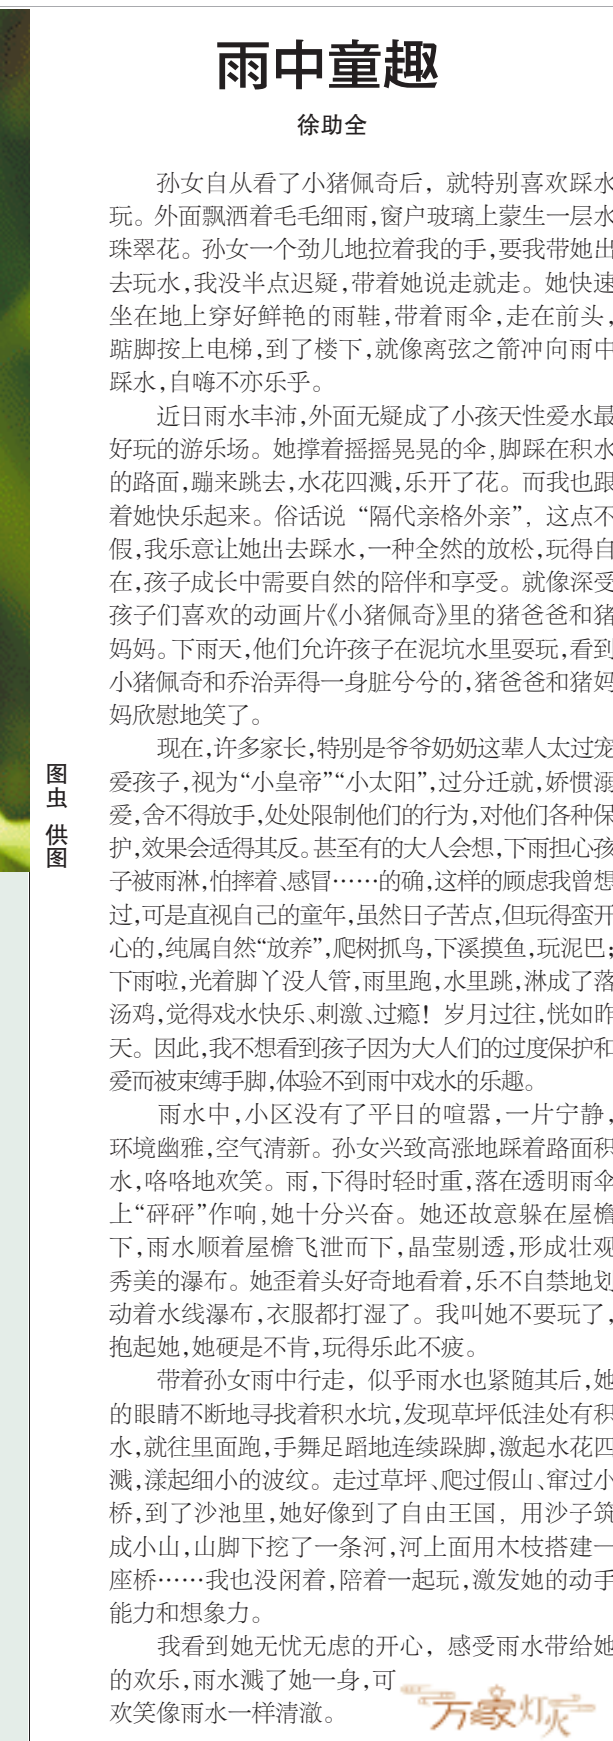 雨中童趣
徐助全
孙女自从看了小猪佩奇后，就特别喜欢踩水
玩。外面飘洒着毛毛细雨，窗户玻璃上蒙生一层水
珠翠花。孙女一个劲儿地拉着我的手，要我带她出
去玩水，我没半点迟疑，带着她说走就走。她快速
坐在地上穿好鲜艳的雨鞋，带着雨伞，走在前头，
踮脚按上电梯，到了楼下，就像离弦之箭冲向雨中
踩水，自嗨不亦乐乎。
近日雨水丰沛，外面无疑成了小孩天性爱水最
好玩的游乐场。她撑着摇摇晃晃的伞，脚踩在积水
的路面，蹦来跳去，水花四溅，乐开了花。而我也跟
着她快乐起来。俗话说“隔代亲格外亲”，这点不
假，我乐意让她出去踩水，一种全然的放松，玩得自
在，孩子成长中需要自然的陪伴和享受。就像深受
孩子们喜欢的动画片《小猪佩奇》里的猪爸爸和猪
妈妈。下雨天，他们允许孩子在泥坑水里耍玩，看到
小猪佩奇和乔治弄得一身脏兮兮的，猪爸爸和猪妈
妈欣慰地笑了。
现在，许多家长，特别是爷爷奶奶这辈人太过宠
爱孩子，视为“小皇帝”“小太阳”，过分迁就，娇惯溺
爱，舍不得放手，处处限制他们的行为，对他们各种保
护，效果会适得其反。甚至有的大人会想，下雨担心孩
子被雨淋，怕摔着、感冒……的确，这样的顾虑我曾想
过，可是直视自己的童年，虽然日子苦点，但玩得蛮开
心的，纯属自然“放养”，爬树抓鸟，下溪摸鱼，玩泥巴；
下雨啦，光着脚丫没人管，雨里跑，水里跳，淋成了落
汤鸡，觉得戏水快乐、刺激、过瘾！岁月过往，恍如昨
天。因此，我不想看到孩子因为大人们的过度保护和
爱而被束缚手脚，体验不到雨中戏水的乐趣。
雨水中，小区没有了平日的喧嚣，一片宁静，
环境幽雅，空气清新。孙女兴致高涨地踩着路面积
水，咯咯地欢笑。雨，下得时轻时重，落在透明雨伞
上“砰砰”作响，她十分兴奋。她还故意躲在屋檐
下，雨水顺着屋檐飞泄而下，晶莹剔透，形成壮观
秀美的瀑布。她歪着头好奇地看着，乐不自禁地划
动着水线瀑布，衣服都打湿了。我叫她不要玩了，
抱起她，她硬是不肯，玩得乐此不疲。
带着孙女雨中行走，似乎雨水也紧随其后，她
的眼睛不断地寻找着积水坑，发现草坪低洼处有积
水，就往里面跑，手舞足蹈地连续跺脚，激起水花四
溅，漾起细小的波纹。走过草坪、爬过假山、窜过小
桥，到了沙池里，她好像到了自由王国，用沙子筑
成小山，山脚下挖了一条河，河上面用木枝搭建一
座桥……我也没闲着，陪着一起玩，激发她的动手
能力和想象力。
我看到她无忧无虑的开心，感受雨水带给她
的欢乐，雨水溅了她一身，可
欢笑像雨水一样清澈。
万家灯火
图虫 供图